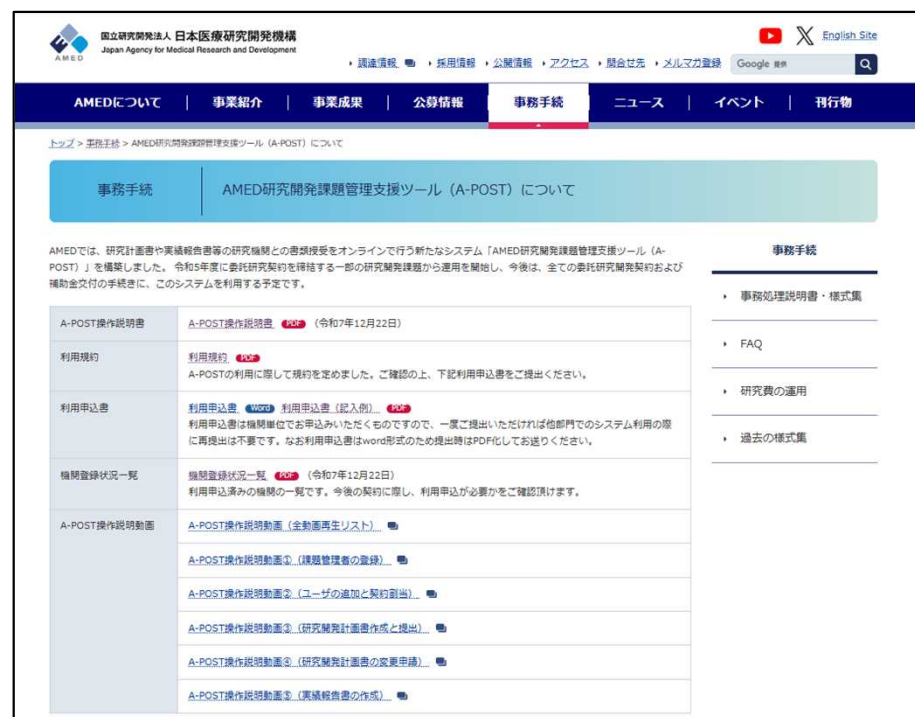 国立研究開発法人 日本医療研究開発機構
Japan Agency for Medical Research and Development
AMED
English Site
調達情報 採用情報 公開情報 アクセス 問合せ先 メルマガ登録 Google 提供
AMEDについて 事業紹介 事業成果 公募情報 事務手続 ニュース イベント 刊行物
トップ > 事務手続 > AMED研究開発課題管理支援ツール（A-POST）について
事務手続 AMED研究開発課題管理支援ツール（A-POST）について
AMEDでは、研究計画書や実績報告書等の研究機関との書類授受をオンラインで行う新たなシステム「AMED研究開発課題管理支援ツール（A-
POST）」を構築しました。 令和5年度に委託研究契約を締結する一部の研究開発課題から運用を開始し、今後は、全ての委託研究開発契約および
補助金交付の手続きに、このシステムを利用する予定です。
A-POST操作説明書 A-POST操作説明書 PDF （令和7年12月22日）
利用規約 利用規約 PDF
A-POSTの利用に際して規約を定めました。ご確認の上、下記利用申込書をご提出ください。
利用申込書 利用申込書 Word 利用申込書（記入例） PDF
利用申込書は機関単位でお申込みいただくものですので、一度ご提出いただければ他部門でのシステム利用の際
に再提出は不要です。なお利用申込書はword形式のため提出時はPDF化してお送りください。
機関登録状況一覧 機関登録状況一覧 PDF （令和7年12月22日）
利用申込済みの機関の一覧です。今後の契約に際し、利用申込が必要かをご確認頂けます。
A-POST操作説明動画 A-POST操作説明動画（全動画再生リスト）
A-POST操作説明動画①（課題管理者の登録）
A-POST操作説明動画②（ユーザの追加と契約割当）
A-POST操作説明動画③（研究開発計画書作成と提出）
A-POST操作説明動画④（研究開発計画書の変更申請）
A-POST操作説明動画⑤（実績報告書の作成）
事務手続
事務処理説明書・様式集
FAQ
研究費の運用
過去の様式集